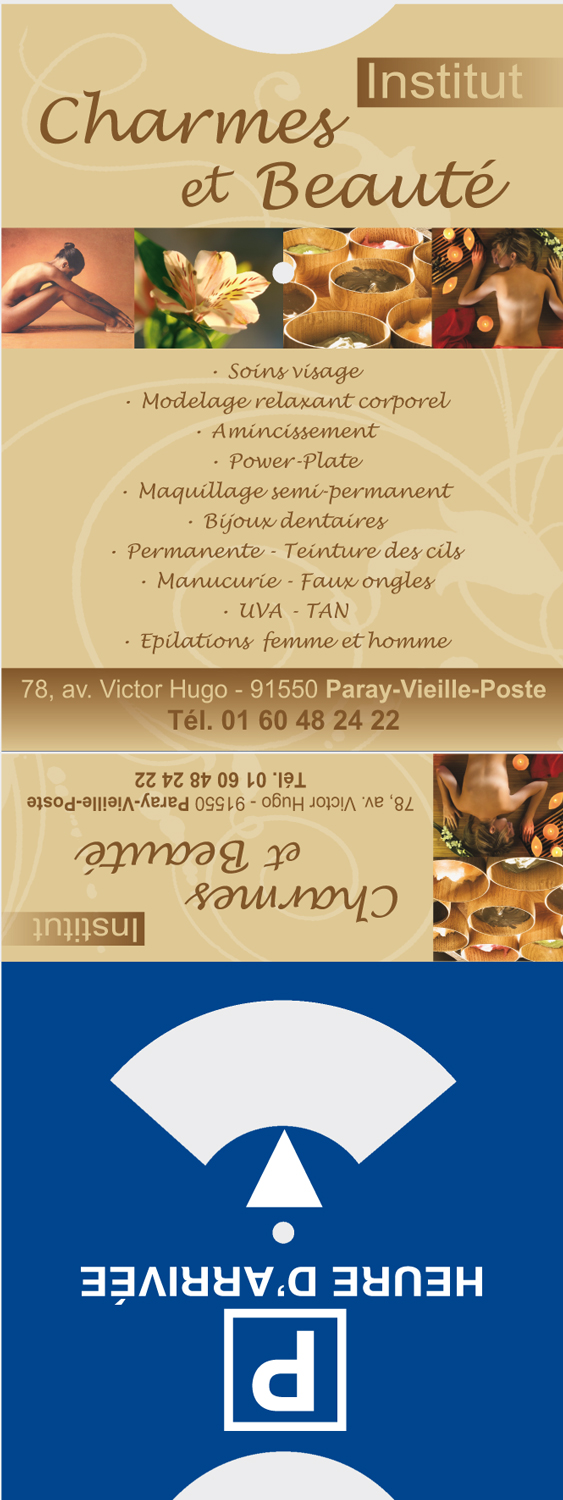 Institut
Charmes
et Beauté
· Soins visage
· Modelage relaxant corporel
· Amincissement
· Power-Plate
· Maquillage semi-permanent
· Bijoux dentaires
· Permanente - Teinture des cils
· Manucurie - Faux ongles
· UVA - TAN
· Epilations femme et homme
78, av. Victor Hugo - 91550 Paray-Vieille-Poste
Tél. 01 60 48 24 22
Institut
Charmes
et Beauté
78, av. Victor Hugo - 91550 Paray-Vieille-Poste
Tél. 01 60 48 24 22
P
HEURE D'ARRIVÉE